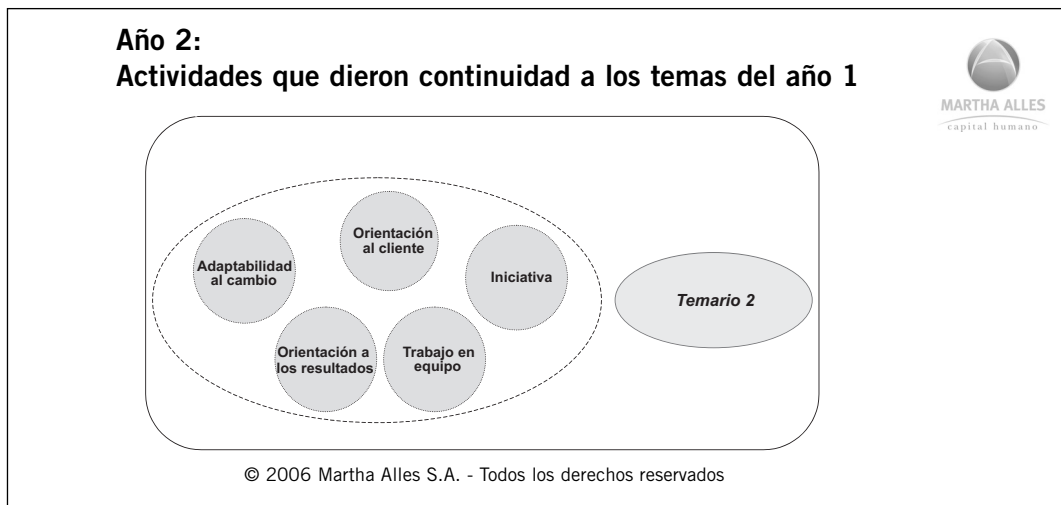 Año 2:
Actividades que dieron continuidad a los temas del año 1
MARTHA ALLES
capital humano
Adaptabilidad
al cambio
Orientación
al cliente
Iniciativa
Orientación a
los resultados
Trabajo en
equipo
Temario 2
© 2006 Martha Alles S.A. - Todos los derechos reservados